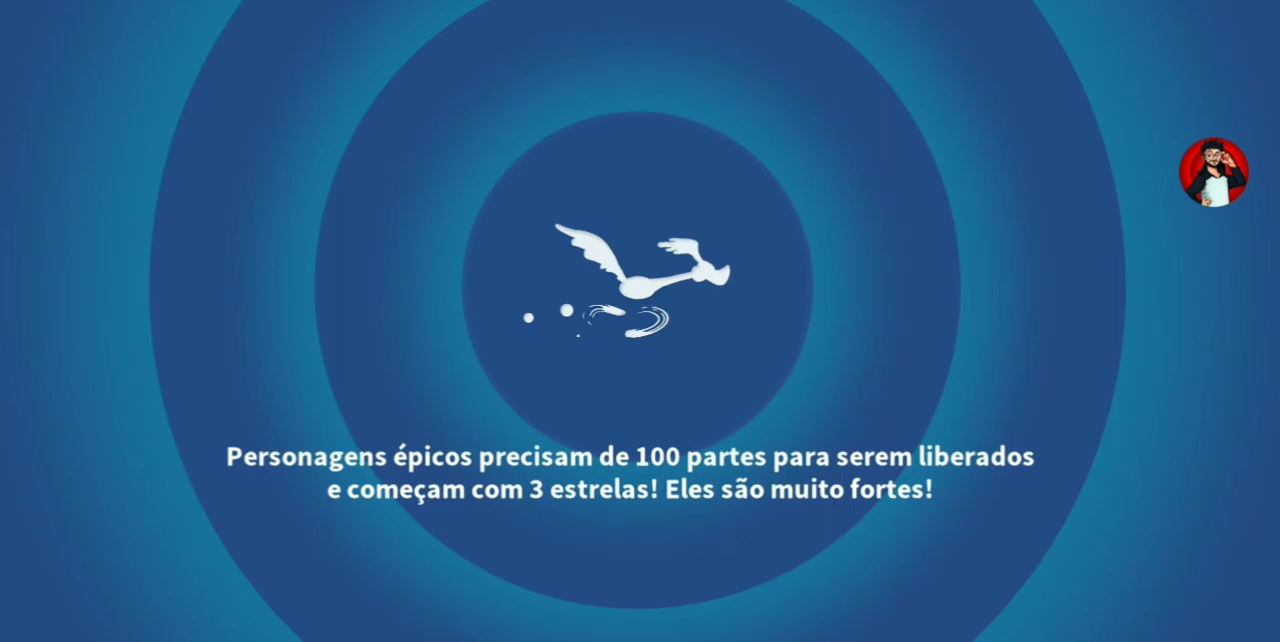 Personagens épicos precisam de 100 partes para serem liberados
e começam com 3 estrelas! Eles são muito fortes!